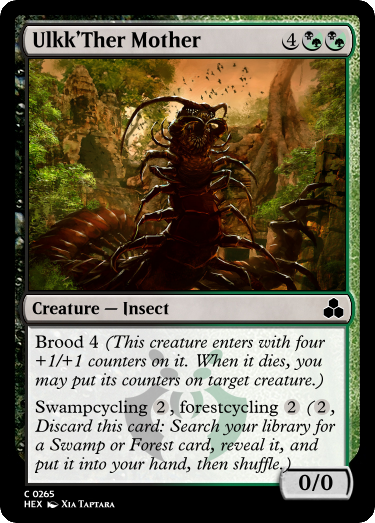 Ulkk'Ther Mother 4
Creature — Insect
Brood 4 (This creature enters with four
+1/+1 counters on it. When it dies, you
may put its counters on target creature.)
Swampcycling 2, forestcycling 2 (2,
Discard this card: Search your library for
a Swamp or Forest card, reveal it, and
put it into your hand, then shuffle.)
0/0
C 0265
HEX Xia Taptara